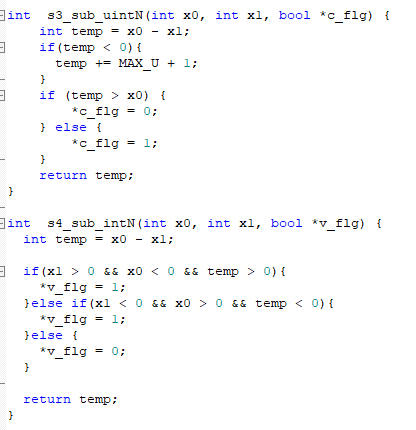 int  s3_sub_uintN(int x0, int x1, bool *c_flg) {
    int temp = x0 - x1;
    if(temp < 0){
      temp += MAX_U + 1;
    }
    if (temp > x0) {
        *c_flg = 0;
    } else {
        *c_flg = 1;
    }
    return temp;
}
int  s4_sub_intN(int x0, int x1, bool *v_flg) {
  int temp = x0 - x1;
  if(x1 > 0 && x0 < 0 && temp > 0){
    *v_flg = 1;
  }else if(x1 < 0 && x0 > 0 && temp < 0){
    *v_flg = 1;
  }else {
    *v_flg = 0;
  }
  return temp;
}